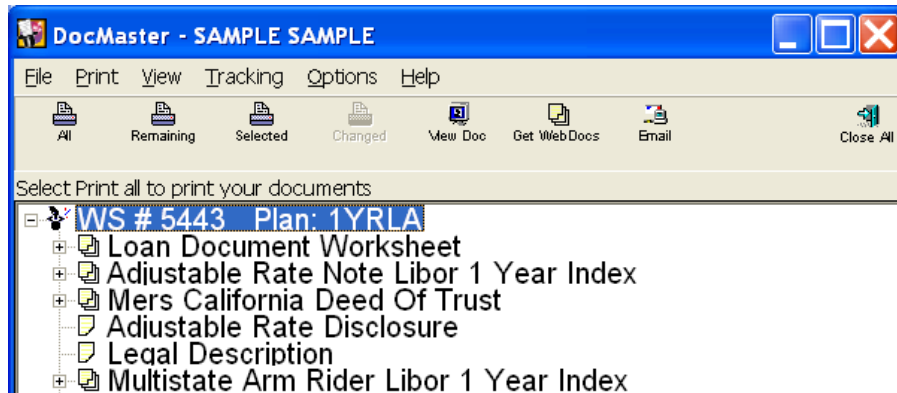 DocMaster - SAMPLE SAMPLE
File Print View Tracking Options Help
All Remaining Selected Changed View Doc Get WebDocs Email Close All
Select Print all to print your documents
WS # 5443 Plan: 1YRLA
Loan Document Worksheet
Adjustable Rate Note Libor 1 Year Index
Mers California Deed Of Trust
Adjustable Rate Disclosure
Legal Description
Multistate Arm Rider Libor 1 Year Index